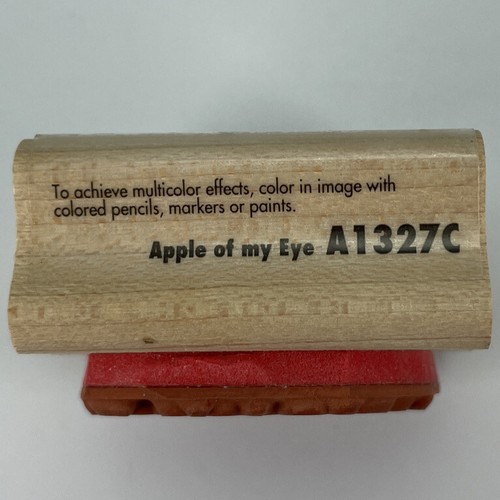 To achieve multicolor effects, color in image with
colored pencils, markers or paints.
Apple of my Eye A1327C